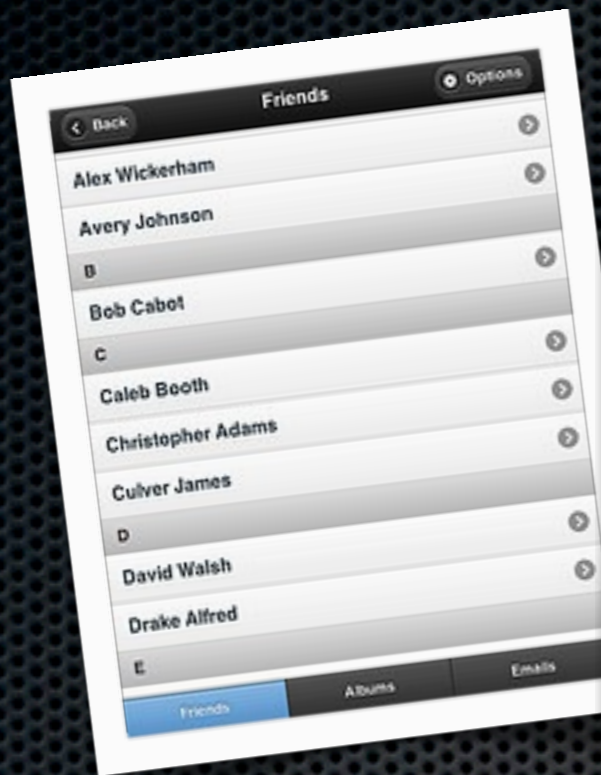 Back
Friends
Options
Alex Wickerham
Avery Johnson
B
Bob Cabot
C
Caleb Booth
Christopher Adams
Culver James
D
David Walsh
Drake Alfred
E
Friends
Albums
Emails